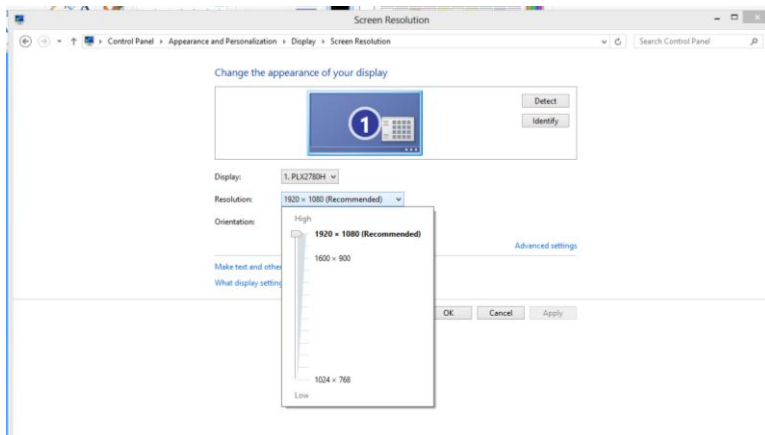 Screen Resolution
Control Panel ▸ Appearance and Personalization ▸ Display ▸ Screen Resolution
Search Control Panel
Change the appearance of your display
1
Detect
Identify
Display: 1. PLX2780H
Resolution: 1920 × 1080 (Recommended)
Orientation:
High
1920 × 1080 (Recommended)
1600 × 900
1024 × 768
Low
Advanced settings
Make text and other
What display setting
OK Cancel Apply